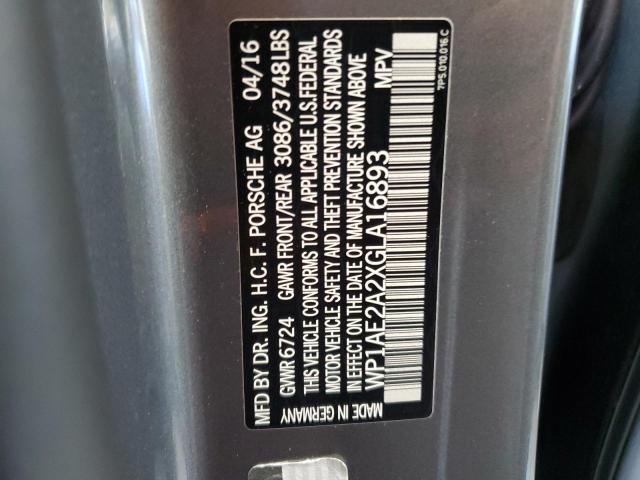 MFD BY DR. ING. H.C. F. PORSCHE AG 04/16
GVWR 6724 GAWR FRONT/REAR 3086/3748LBS
THIS VEHICLE CONFORMS TO ALL APPLICABLE U.S.FEDERAL
MOTOR VEHICLE SAFETY AND THEFT PREVENTION STANDARDS
IN EFFECT ON THE DATE OF MANUFACTURE SHOWN ABOVE
WP1AE2A2XGLA16893 MPV
MADE IN GERMANY
7P5.010.016.C